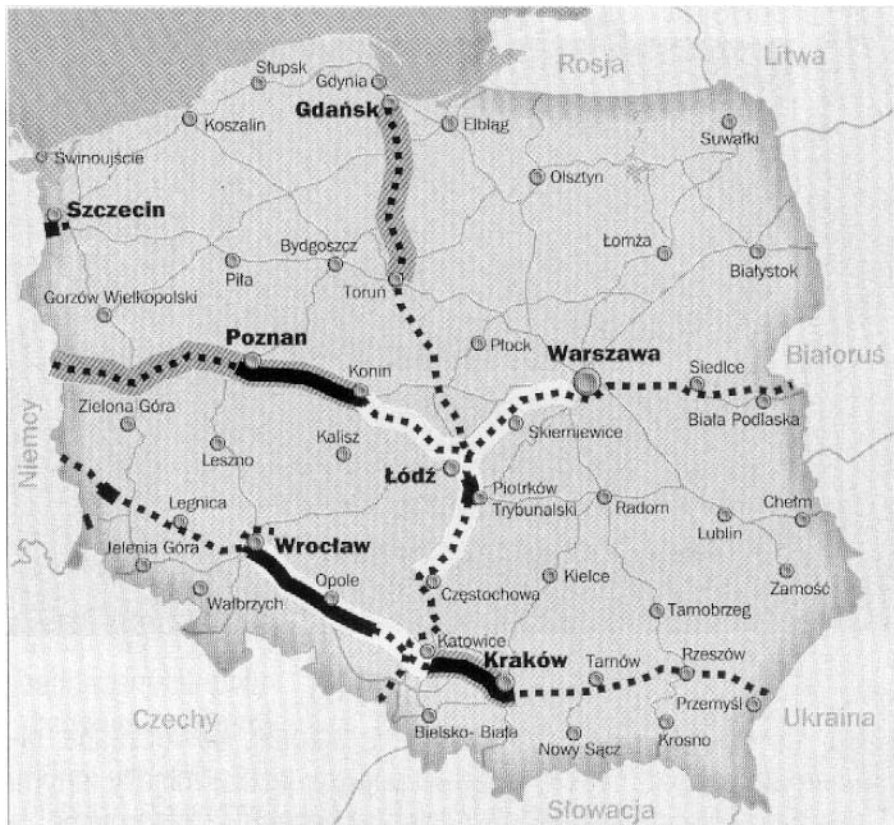 Rosja
Litwa
Słupsk
Gdynia
Gdańsk
Koszalin
Elbląg
Suwałki
Świnoujście
Olsztyn
Szczecin
Bydgoszcz
Łomża
Piła
Białystok
Toruń
Gorzów Wielkopolski
Poznan
Płock
Warszawa
Białoruś
Konin
Siedlce
Zielona Góra
Biała Podlaska
Niemcy
Kalisz
Skierniewice
Leszno
Łódź
Piotrków
Trybunalski
Legnica
Radom
Chełm
Lublin
Wrocław
Jelenia Góra
Opole
Kielce
Zamość
Wałbrzych
Częstochowa
Tarnobrzeg
Katowice
Kraków
Tarnów
Rzeszów
Czechy
Przemyśl
Ukraina
Bielsko- Biała
Nowy Sącz
Krosno
Słowacja